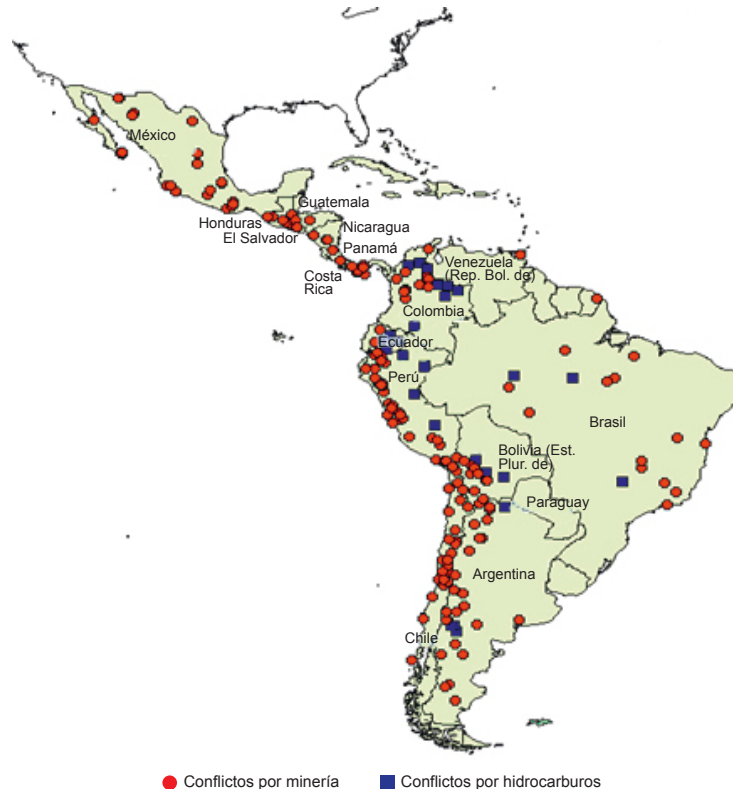 México
Guatemala
Honduras
Nicaragua
El Salvador
Panamá
Costa
Rica
Venezuela
(Rep. Bol. de)
Colombia
Ecuador
Perú
Brasil
Bolivia (Est.
Plur. de)
Paraguay
Argentina
Chile
Conflictos por minería
Conflictos por hidrocarburos